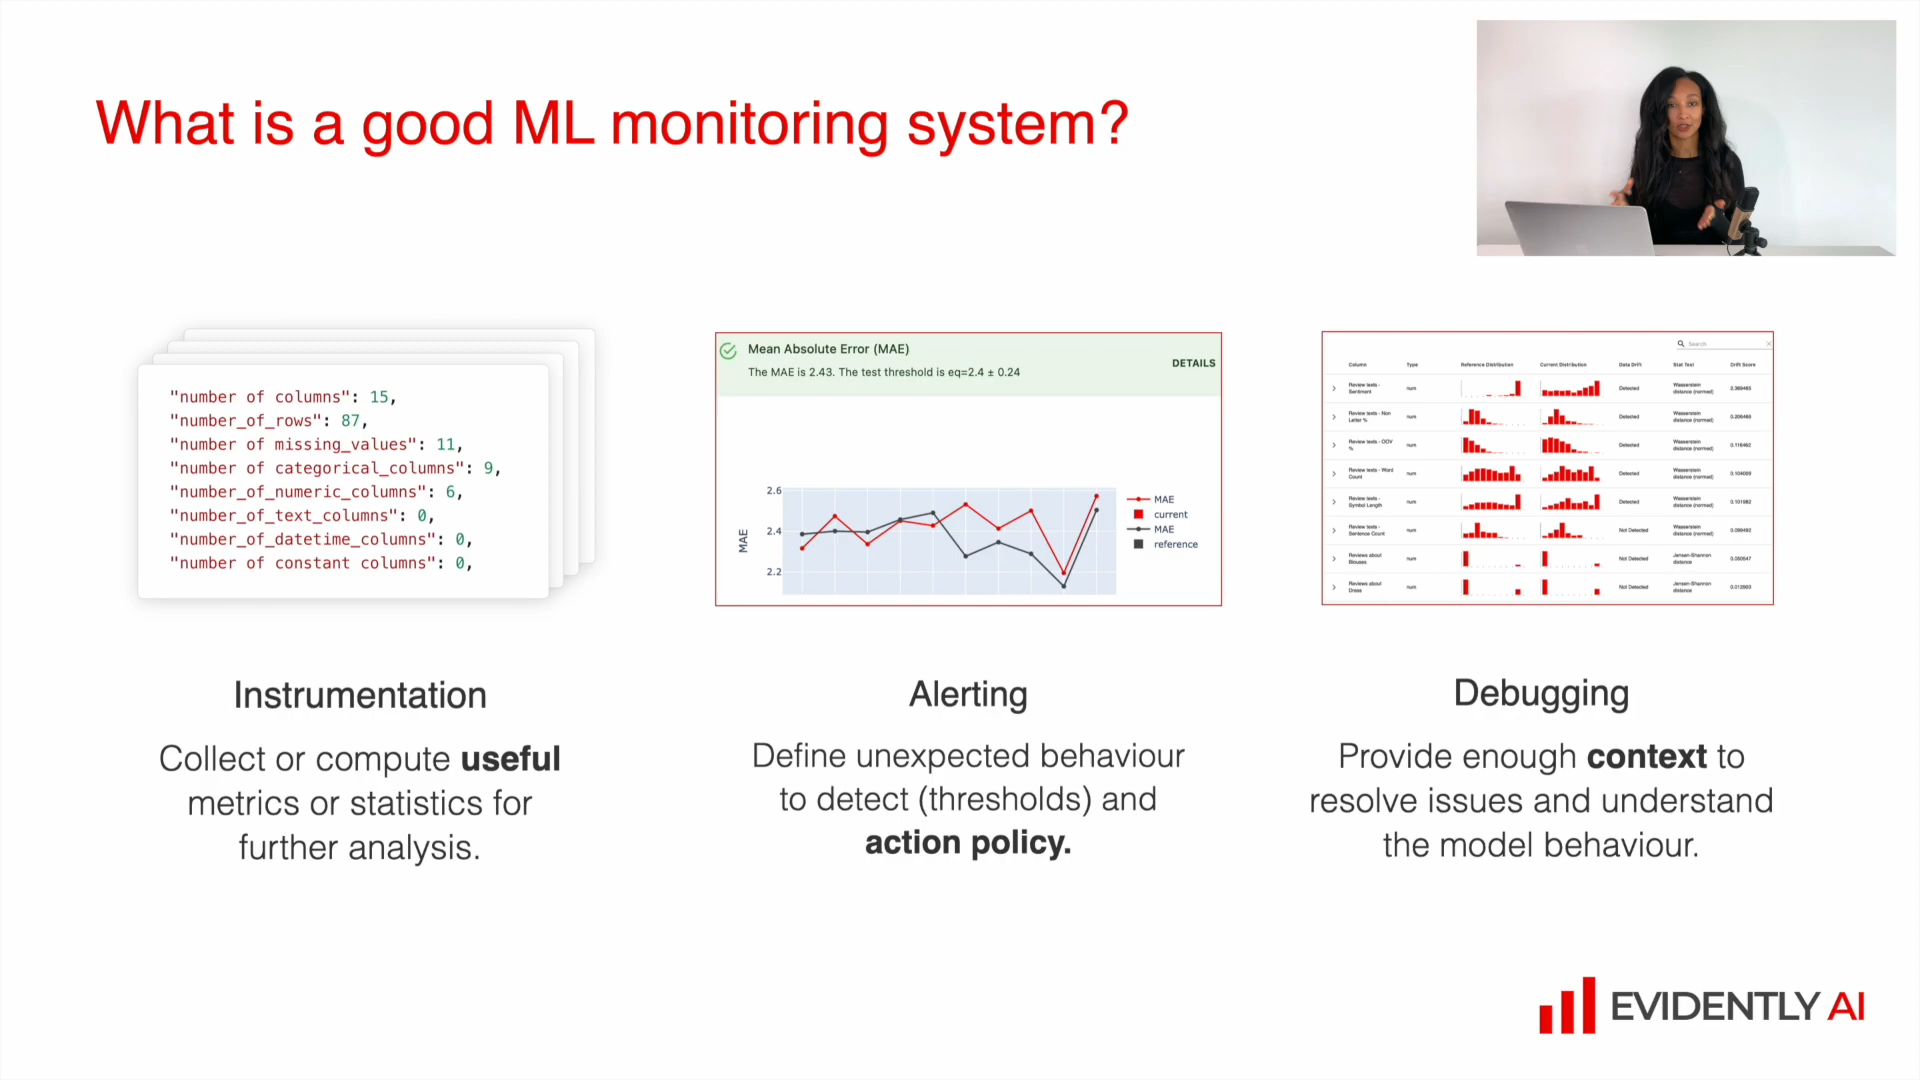 What is a good ML monitoring system?
"number of columns": 15,
"number_of_rows": 87,
"number of missing_values": 11,
"number of categorical_columns": 9,
"number_of_numeric_columns": 6,
"number_of_text_columns": 0,
"number_of_datetime_columns": 0,
"number of constant columns": 0,
Instrumentation
Collect or compute useful
metrics or statistics for
further analysis.
Mean Absolute Error (MAE)
The MAE is 2.43. The test threshold is eq=2.4 ± 0.24
DETAILS
2.6
2.4
2.2
MAE
MAE
current
MAE
reference
Alerting
Define unexpected behaviour
to detect (thresholds) and
action policy.
Search
Column Type Reference Distribution Current Distribution Data Drift Stat Test Drift Score
Review texts - Sentiment num Detected Wasserstein distance (normed)
Review texts - Non Letter % num Detected Wasserstein distance (normed)
Review texts - OOV % num Detected Wasserstein distance (normed)
Review texts - Word Count num Detected Wasserstein distance (normed)
Review texts - Symbol Length num Detected Wasserstein distance (normed)
Review texts - Sentence Count num Not Detected Wasserstein distance (normed)
Reviews about Blouses num Not Detected Jensen-Shannon distance
Reviews about Dress num Not Detected Jensen-Shannon distance
Debugging
Provide enough context to
resolve issues and understand
the model behaviour.
EVIDENTLY AI